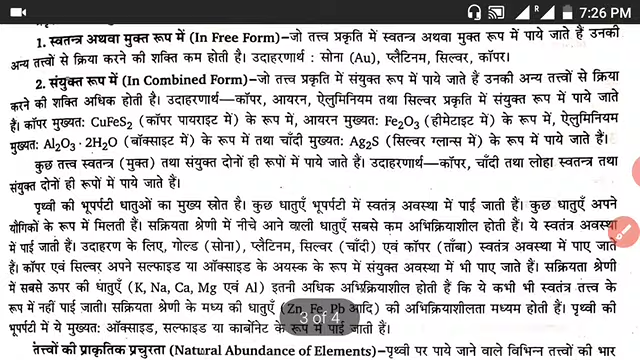 7:26 PM
1. स्वतन्त्र अथवा मुक्त रूप में (In Free Form)–जो तत्त्व प्रकृति में स्वतन्त्र अथवा मुक्त रूप में पाये जाते हैं उनकी
अन्य तत्त्वों से क्रिया करने की शक्ति कम होती है। उदाहरणार्थ : सोना (Au), प्लैटिनम, सिल्वर, कॉपर।
2. संयुक्त रूप में (In Combined Form)–जो तत्त्व प्रकृति में संयुक्त रूप में पाये जाते हैं उनकी अन्य तत्त्वों से क्रिया
करने की शक्ति अधिक होती है। उदाहरणार्थ—कॉपर, आयरन, ऐलुमिनियम तथा सिल्वर प्रकृति में संयुक्त रूप में पाये जाते
हैं। कॉपर मुख्यत: CuFeS₂ (कॉपर पायराइट में) के रूप में, आयरन मुख्यत: Fe₂O₃ (हीमेटाइट में) के रूप में, ऐलुमिनियम
मुख्यत: Al₂O₃ · 2H₂O (बॉक्साइट में) के रूप में तथा चाँदी मुख्यत: Ag₂S (सिल्वर ग्लान्स में) के रूप में पाये जाते हैं।
कुछ तत्त्व स्वतन्त्र (मुक्त) तथा संयुक्त दोनों ही रूपों में पाये जाते हैं। उदाहरणार्थ—कॉपर, चाँदी तथा लोहा स्वतन्त्र तथा
संयुक्त दोनों ही रूपों में पाये जाते हैं।
पृथ्वी की भूपर्पटी धातुओं का मुख्य स्रोत है। कुछ धातुएँ भूपर्पटी में स्वतंत्र अवस्था में पाई जाती हैं। कुछ धातुएँ अपने
यौगिकों के रूप में मिलती हैं। सक्रियता श्रेणी में नीचे आने वाली धातुएँ सबसे कम अभिक्रियाशील होती हैं। ये स्वतंत्र अवस्था
में पाई जाती हैं। उदाहरण के लिए, गोल्ड (सोना), प्लैटिनम, सिल्वर (चाँदी) एवं कॉपर (ताँबा) स्वतंत्र अवस्था में पाए जाते
हैं। कॉपर एवं सिल्वर अपने सल्फाइड या ऑक्साइड के अयस्क के रूप में संयुक्त अवस्था में भी पाए जाते हैं। सक्रियता श्रेणी
में सबसे ऊपर की धातुएँ (K, Na, Ca, Mg एवं Al) इतनी अधिक अभिक्रियाशील होती हैं कि ये कभी भी स्वतंत्र तत्त्व के
रूप में नहीं पाई जातीं। सक्रियता श्रेणी के मध्य की धातुएँ (Zn, Fe, Pb आदि) की अभिक्रियाशीलता मध्यम होती हैं। पृथ्वी की
भूपर्पटी में ये मुख्यत: ऑक्साइड, सल्फाइड या कार्बोनेट के रूप में पाई जाती हैं।
3 of 4
तत्त्वों की प्राकृतिक प्रचुरता (Natural Abundance of Elements)–पृथ्वी पर पाये जाने वाले विभिन्न तत्त्वों की भार